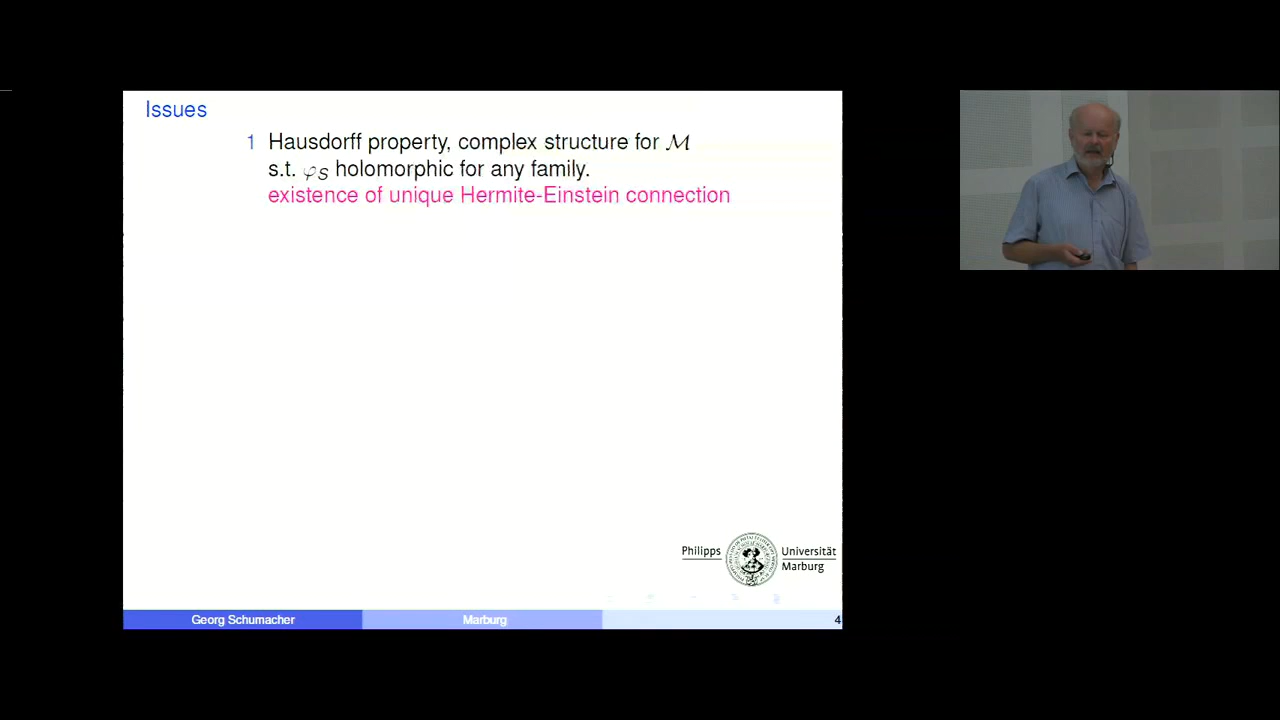 Issues
1 Hausdorff property, complex structure for ℳ
s.t. φ_S holomorphic for any family.
existence of unique Hermite-Einstein connection
Philipps Universität
Marburg
Georg Schumacher Marburg 4